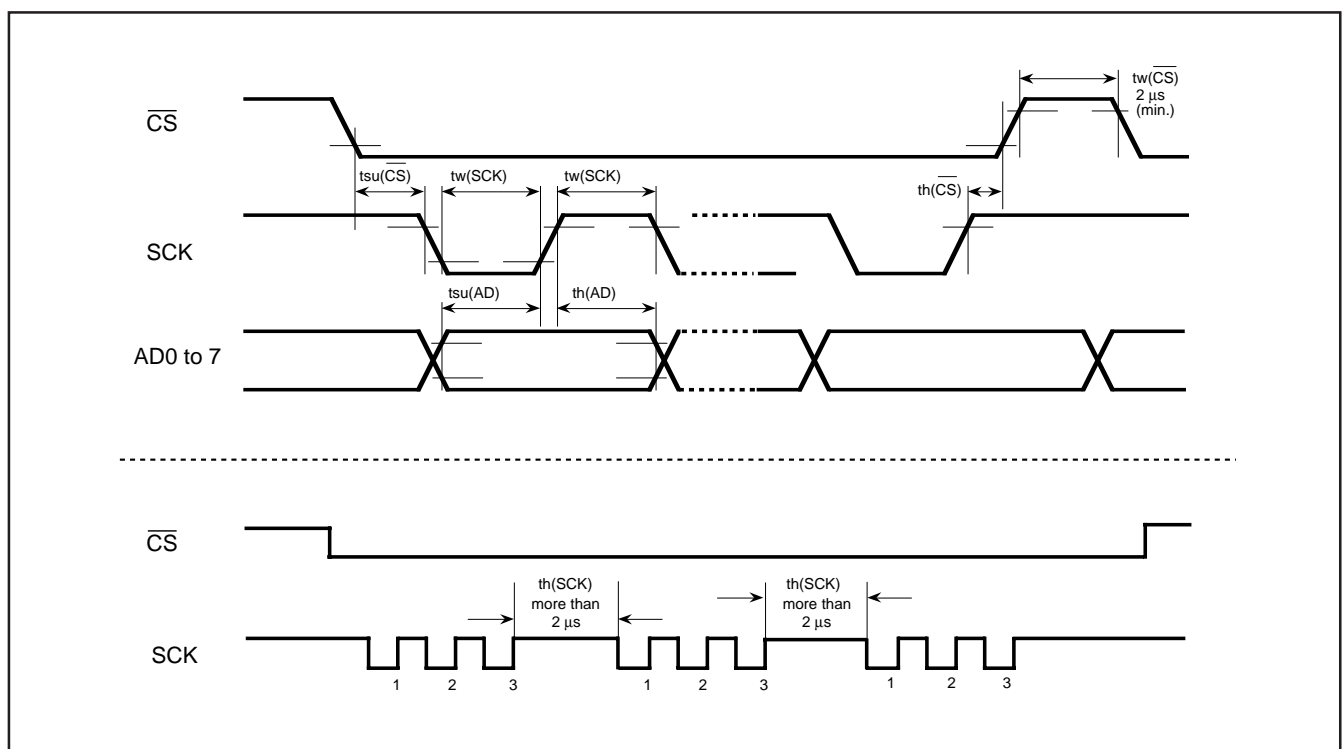 tw(CS)
2 µs
(min.)
CS
tsu(CS)
tw(SCK)
tw(SCK)
th(CS)
SCK
tsu(AD)
th(AD)
AD0 to 7
CS
th(SCK)
more than
2 µs
th(SCK)
more than
2 µs
SCK
1 2 3 1 2 3 1 2 3